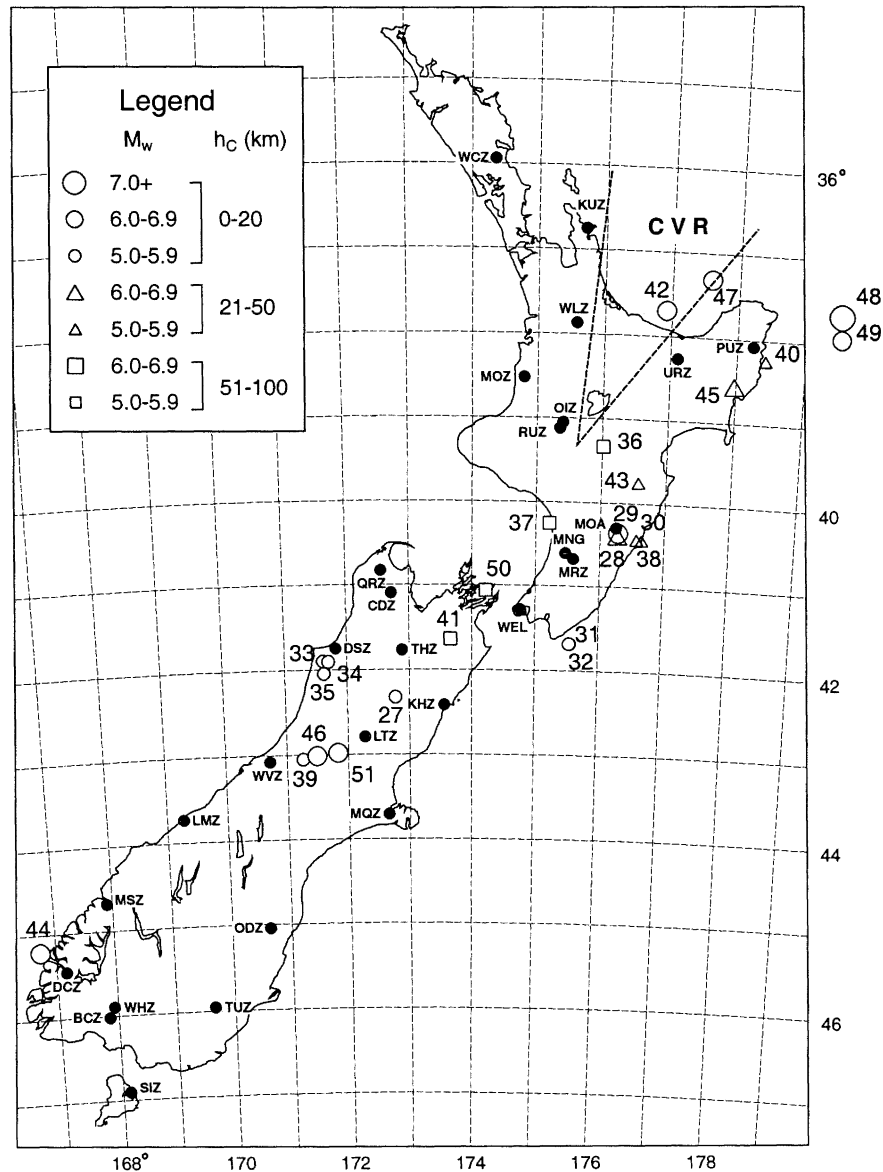 Legend
Mw hC (km)
7.0+
6.0-6.9
5.0-5.9
0-20
6.0-6.9
5.0-5.9
21-50
6.0-6.9
5.0-5.9
51-100
WCZ
36°
KUZ
C V R
42
47
48
WLZ
49
PUZ
40
URZ
MOZ
45
OIZ
RUZ
36
43
37
MOA
29
30
40
MNG
28
38
MRZ
QRZ
50
CDZ
WEL
41
31
33
DSZ
THZ
32
34
35
42
27
KHZ
46
LTZ
39
51
WVZ
LMZ
MQZ
44
MSZ
44
ODZ
DCZ
WHZ
BCZ
TUZ
46
SIZ
168°
170
172
174
176
178